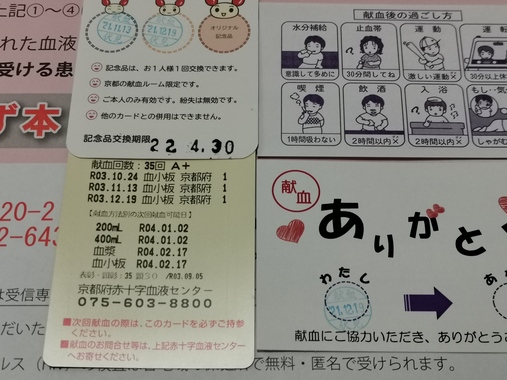 上記①～④
れた血液
受ける患
ず本
20-2
2-643
は受信専
だいた
21.11.13
21.12.19
オリジナル
記念品
記念品は、お1人様1回交換できます。
京都の献血ルーム限定です。
ご本人のみ有効です。紛失は無効です。
他のカードとの併用はできません。
記念品交換期限 22 4.30
献血回数: 35回 A+
R03.10.24 血小板 京都府 1
R03.11.13 血小板 京都府 1
R03.12.19 血小板 京都府 1
【献血方法別の次回献血可能日】
200mL R04.01.02
400mL R04.01.02
血漿 R04.02.17
血小板 R04.02.17
京都府赤十字血液センター
075-603-8800
■次回献血の際は、このカードを必ずご持参
ください。
■献血のお問合せ等は、上記赤十字血液センター
へお寄せください。
献血後の過ごし方
水分補給
意識して多めに
止血帯
30分間してね
運動
激しい運動×
運転
30分以上休
喫煙
1時間吸わない
飲酒
2時間以内×
入浴
2時間以内×
もし・気
しゃがむ
献血
ありがとう
わたし
あ
21.12.19
献血にご協力いただき、ありがとうご
無料・匿名で受けられます。